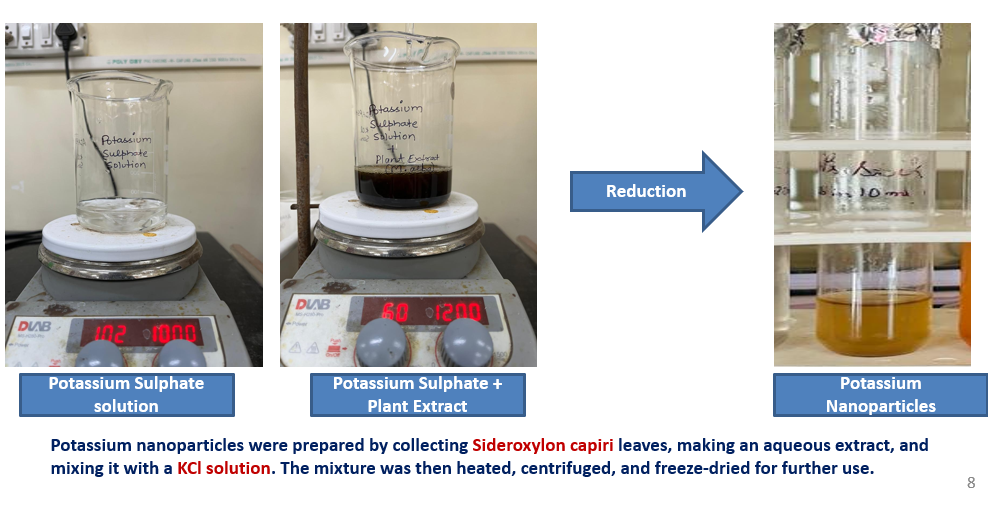 POLY DRY
Potassium
Sulphate
Solution
DLAB
102 1000
Potassium
Sulphate
Solution
+
Plant Extract
DLAB
60 1200
Reduction
in 10 ml
Potassium Sulphate
solution
Potassium Sulphate +
Plant Extract
Potassium
Nanoparticles
Potassium nanoparticles were prepared by collecting Sideroxylon capiri leaves, making an aqueous extract, and
mixing it with a KCl solution. The mixture was then heated, centrifuged, and freeze-dried for further use.
8